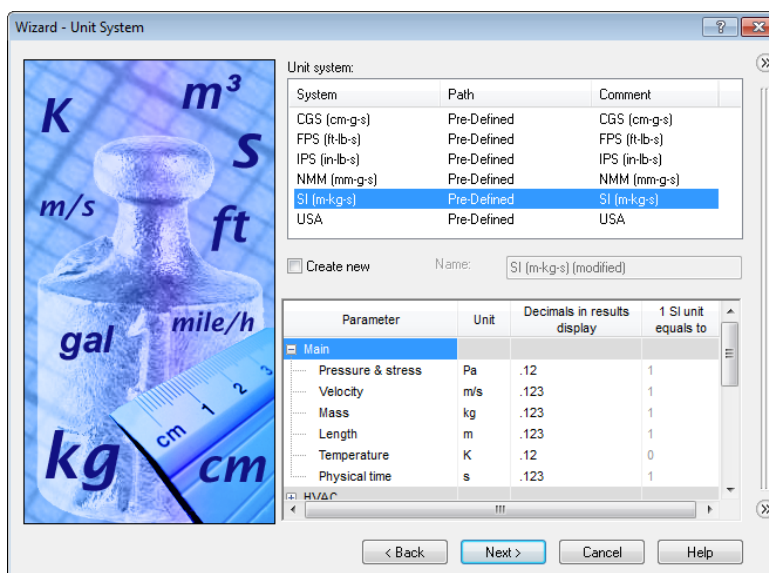 Wizard - Unit System
K
m³
s
m/s
ft
gal
mile/h
cm 1 2 3
kg
cm
Unit system:
System Path Comment
CGS (cm-g-s) Pre-Defined CGS (cm-g-s)
FPS (ft-lb-s) Pre-Defined FPS (ft-lb-s)
IPS (in-lb-s) Pre-Defined IPS (in-lb-s)
NMM (mm-g-s) Pre-Defined NMM (mm-g-s)
SI (m-kg-s) Pre-Defined SI (m-kg-s)
USA Pre-Defined USA
Create new Name: SI (m-kg-s) (modified)
Parameter Unit Decimals in results display 1 SI unit equals to
Main
Pressure & stress Pa .12 1
Velocity m/s .123 1
Mass kg .123 1
Length m .123 1
Temperature K .12 0
Physical time s .123 1
HVAC
< Back Next > Cancel Help